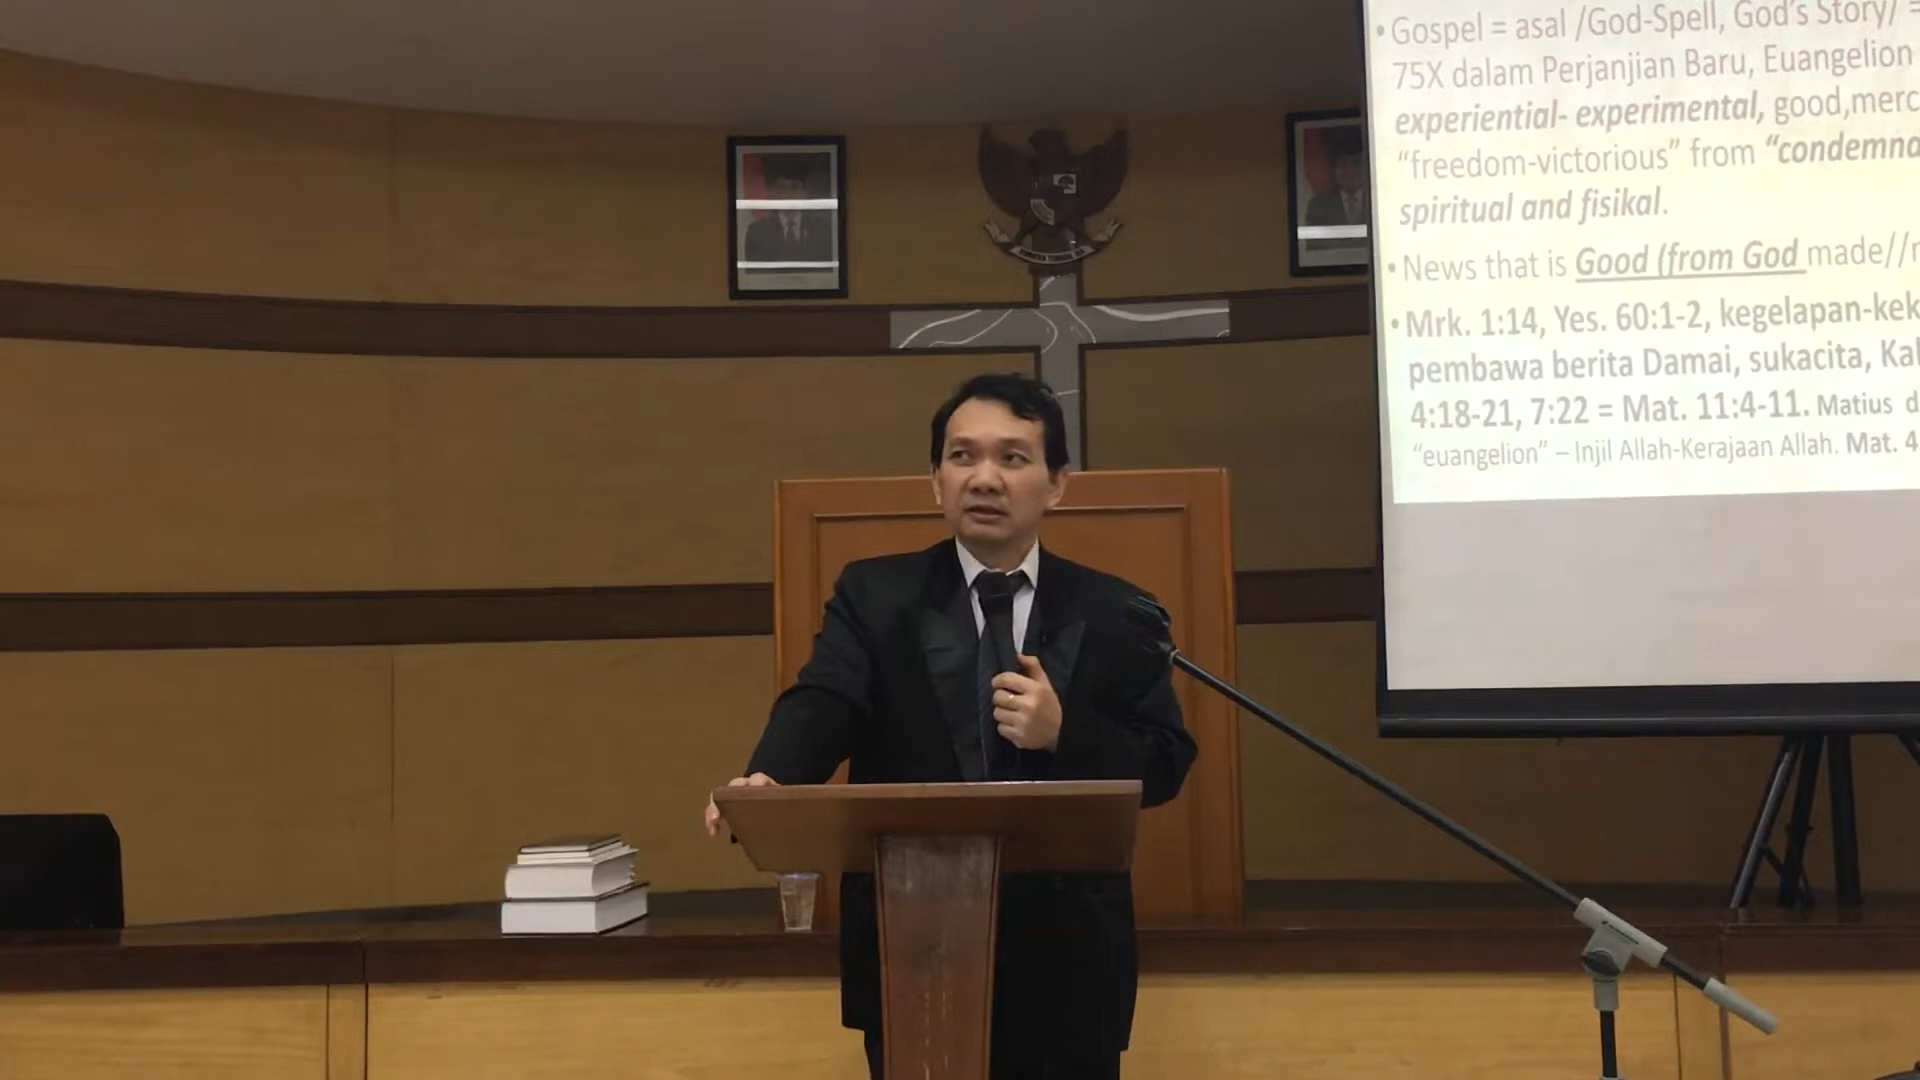 • Gospel = asal /God-Spell, God's Story/ =
75X dalam Perjanjian Baru, Euangelion
experiential- experimental, good,merc
“freedom-victorious” from “condemna
spiritual and fisikal.
• News that is Good (from God made//r
• Mrk. 1:14, Yes. 60:1-2, kegelapan-kek
pembawa berita Damai, sukacita, Kal
4:18-21, 7:22 = Mat. 11:4-11. Matius d
“euangelion” – Injil Allah-Kerajaan Allah. Mat. 4